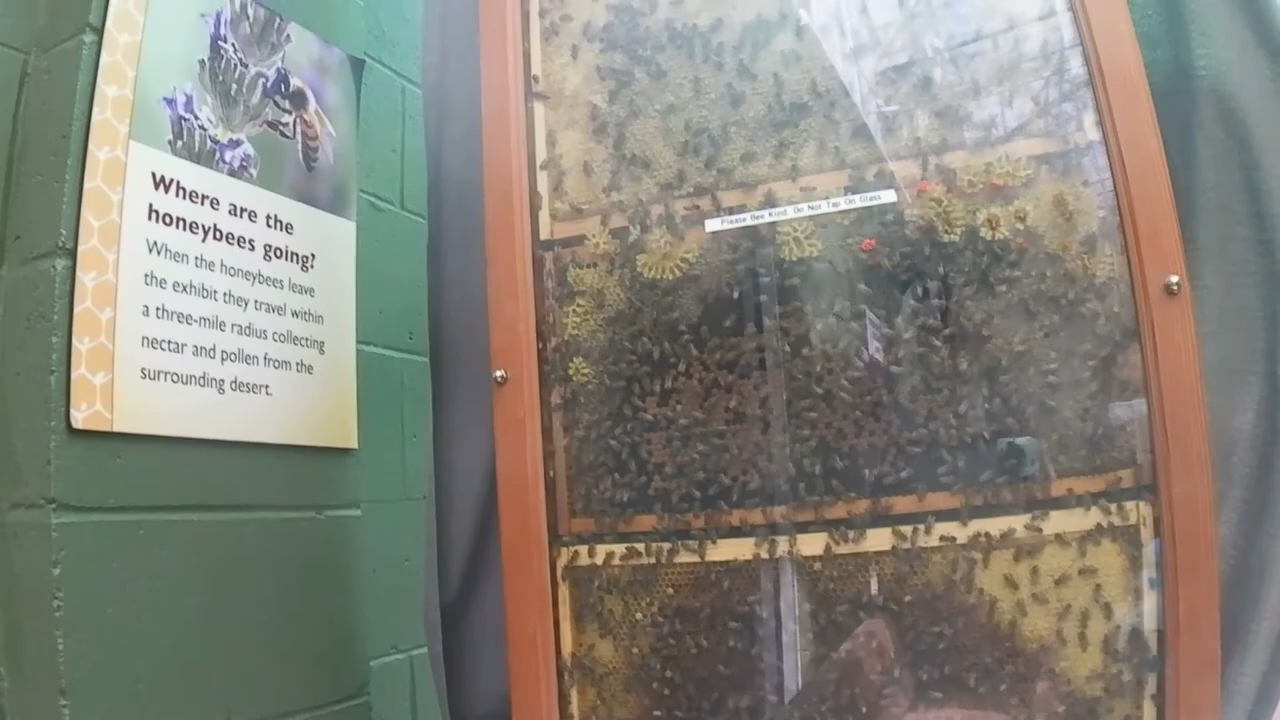 Where are the
honeybees going?
When the honeybees leave
the exhibit they travel within
a three-mile radius collecting
nectar and pollen from the
surrounding desert.
Please Bee Kind. Do Not Tap On Glass